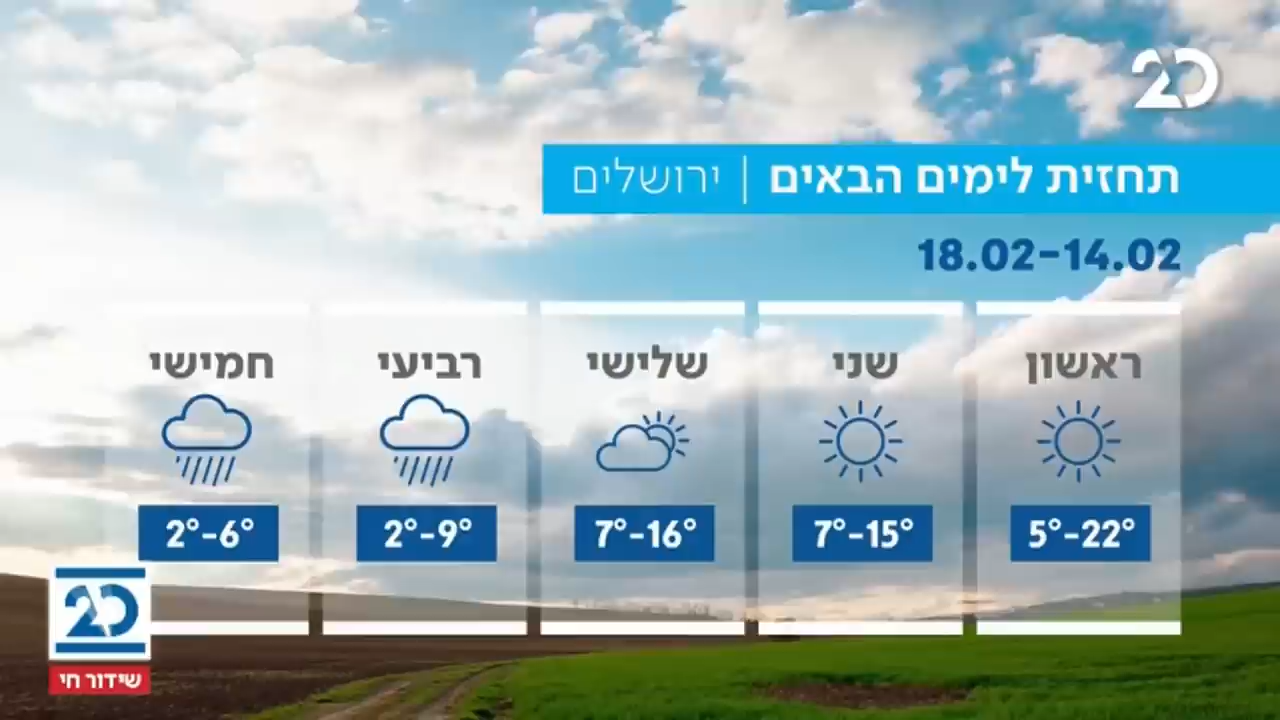 20
תחזית לימים הבאים | ירושלים
18.02-14.02
ראשון
5°-22°
שני
7°-15°
שלישי
7°-16°
רביעי
2°-9°
חמישי
2°-6°
20
שידור חי